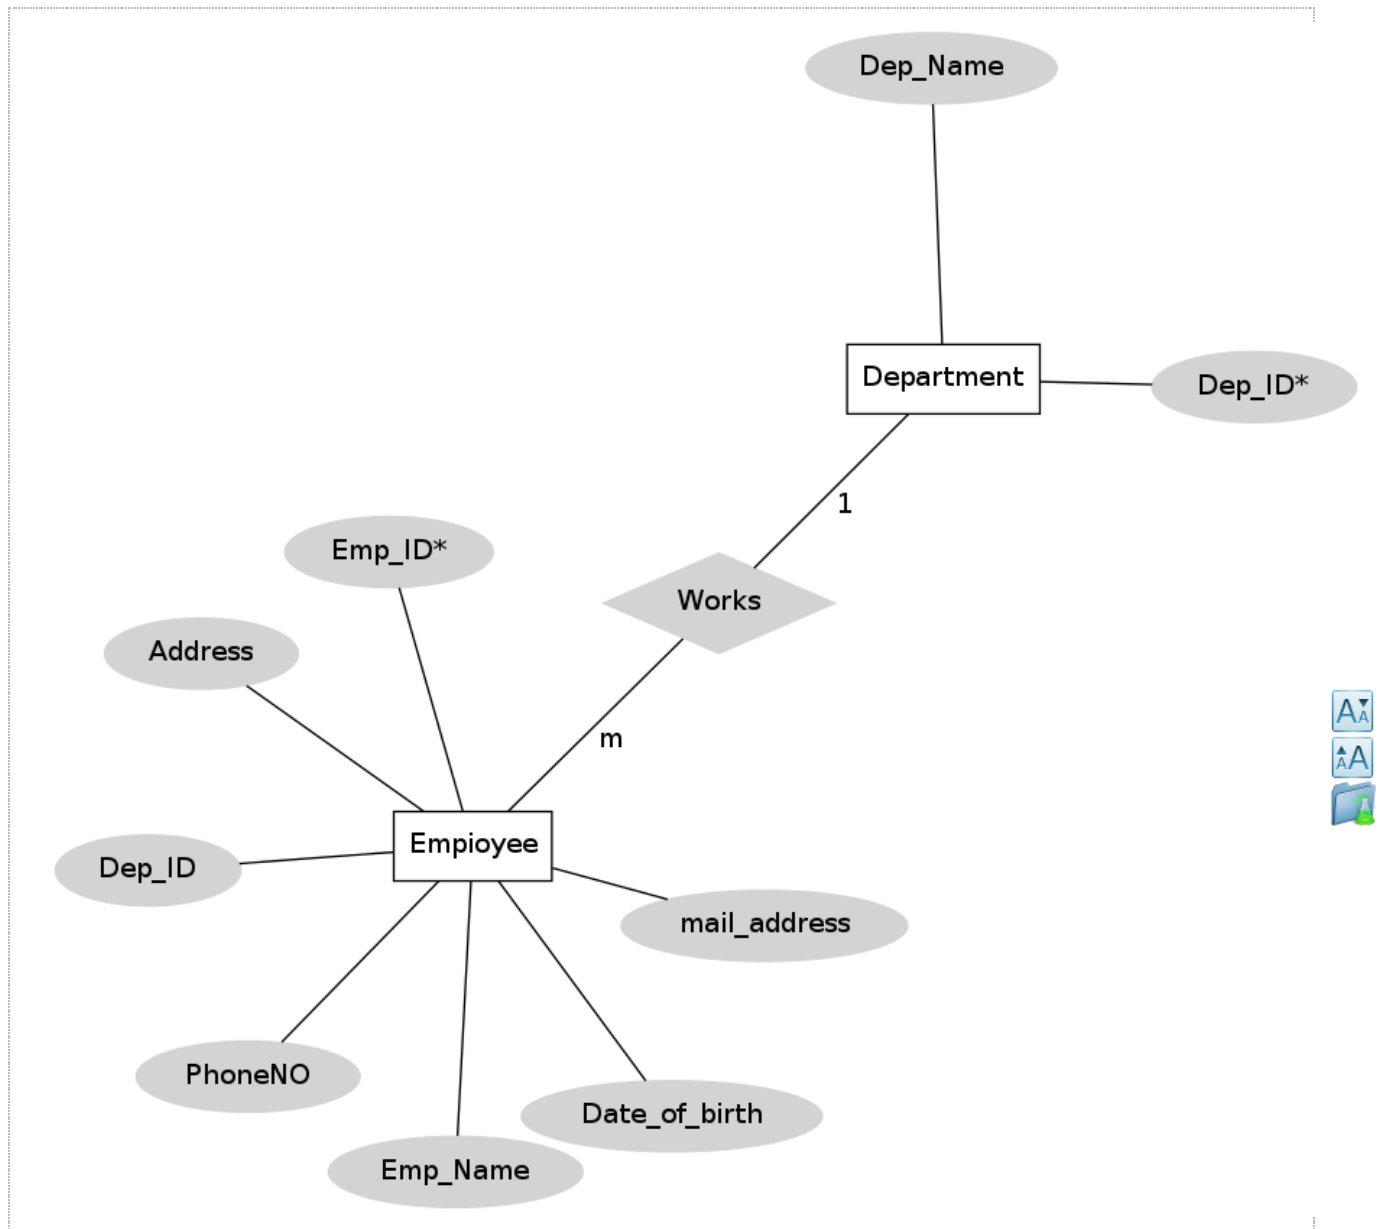 Dep_Name
Department
Dep_ID*
1
Emp_ID*
Works
Address
m
Empioyee
Dep_ID
mail_address
PhoneNO
Date_of_birth
Emp_Name